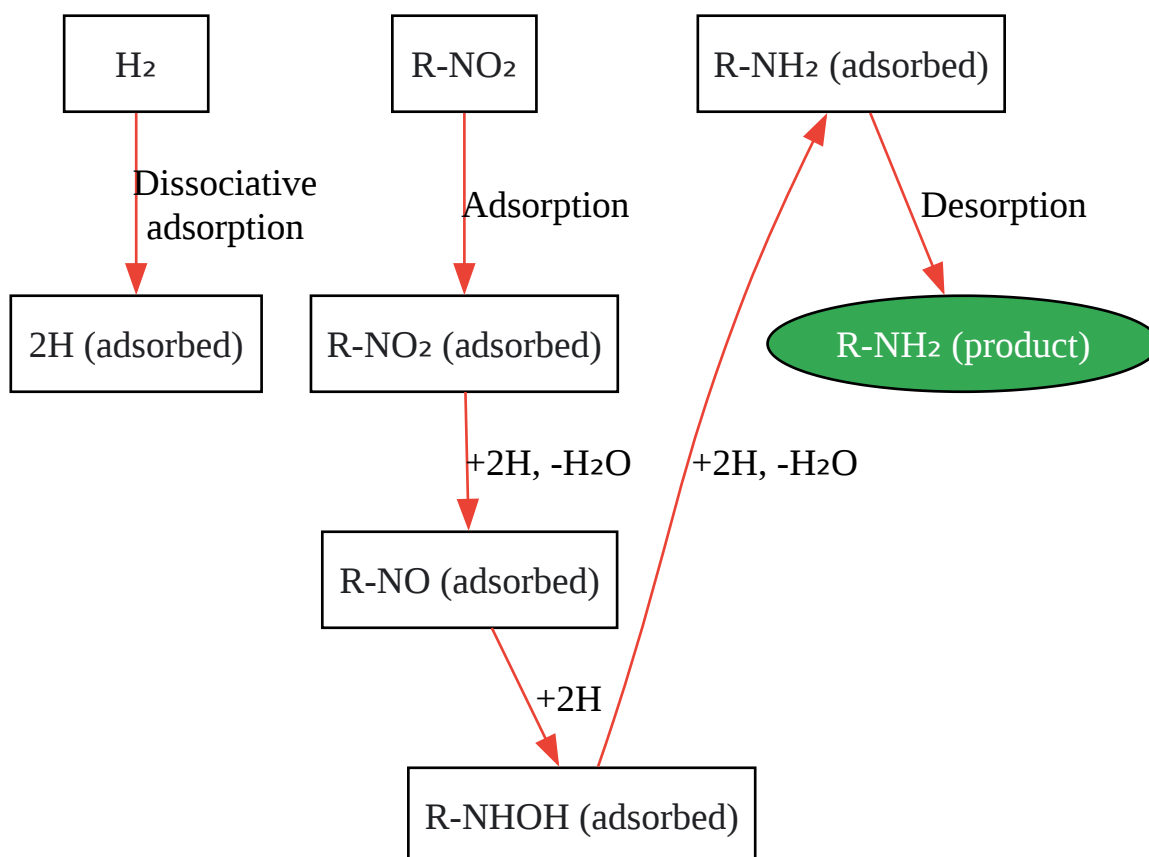 H₂
R-NO₂
R-NH₂ (adsorbed)
Dissociative
adsorption
Adsorption
Desorption
2H (adsorbed)
R-NO₂ (adsorbed)
R-NH₂ (product)
+2H, -H₂O
+2H, -H₂O
R-NO (adsorbed)
+2H
R-NHOH (adsorbed)